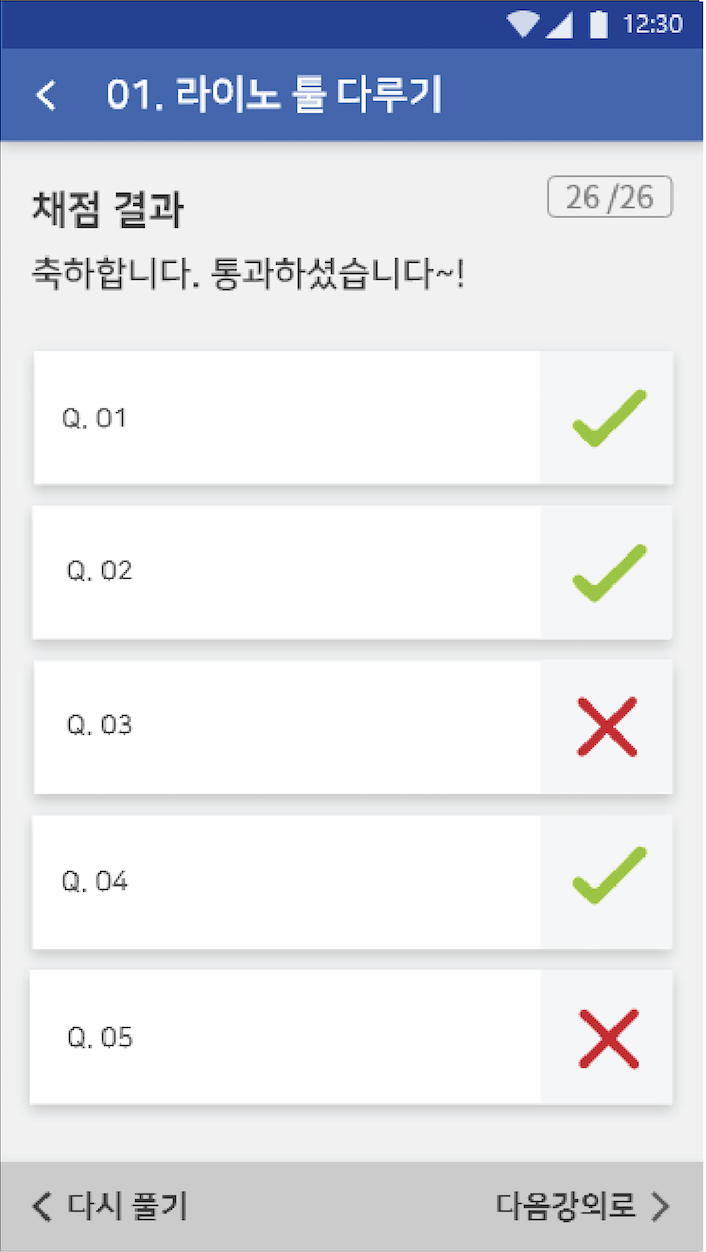 12:30
01. 라이노 툴 다루기
채점 결과
26 /26
축하합니다. 통과하셨습니다~!
Q. 01
Q. 02
Q. 03
Q. 04
Q. 05
다시 풀기
다옴강의로